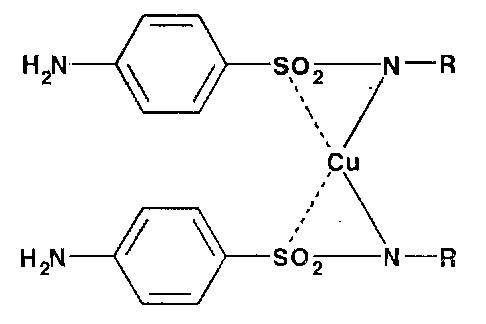 H₂N SO₂ N R
Cu
H₂N SO₂ N R